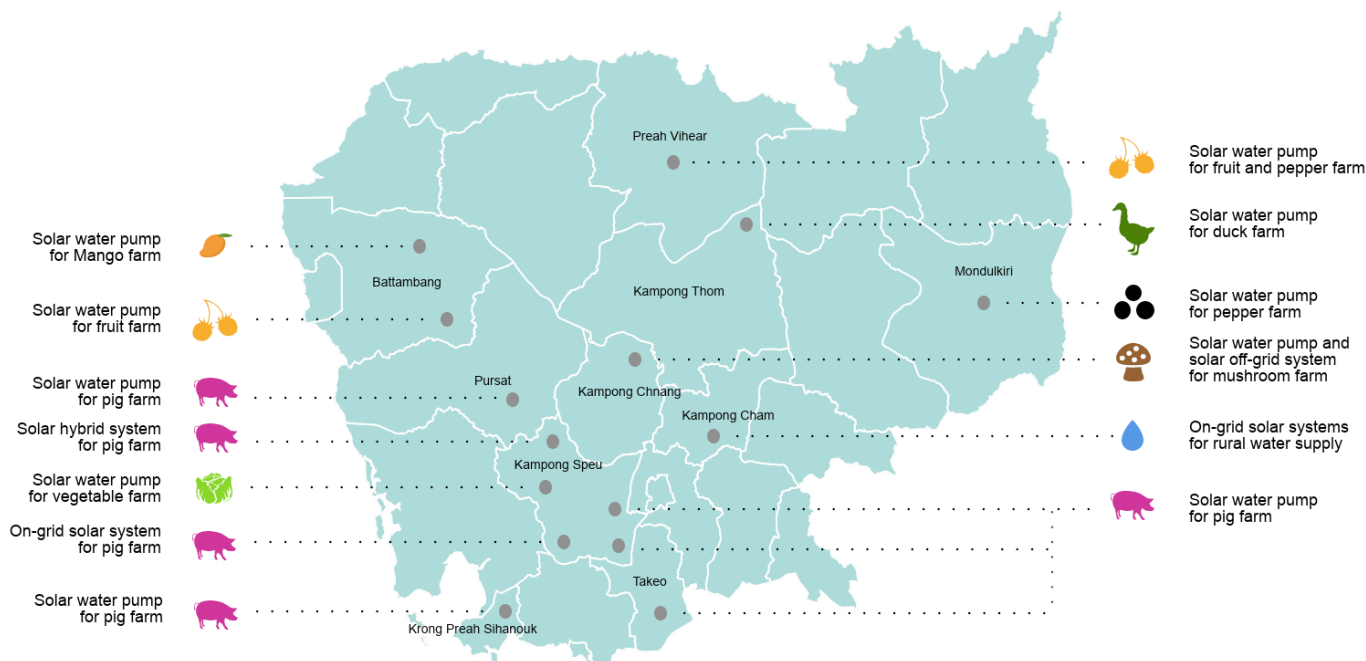 Solar water pump
for Mango farm
Solar water pump
for fruit farm
Solar water pump
for pig farm
Solar hybrid system
for pig farm
Solar water pump
for vegetable farm
On-grid solar system
for pig farm
Solar water pump
for pig farm
Preah Vihear
Battambang
Kampong Thom
Mondulkiri
Pursat
Kampong Chnang
Kampong Cham
Kampong Speu
Takeo
Krong Preah Sihanouk
Solar water pump
for fruit and pepper farm
Solar water pump
for duck farm
Solar water pump
for pepper farm
Solar water pump and
solar off-grid system
for mushroom farm
On-grid solar systems
for rural water supply
Solar water pump
for pig farm